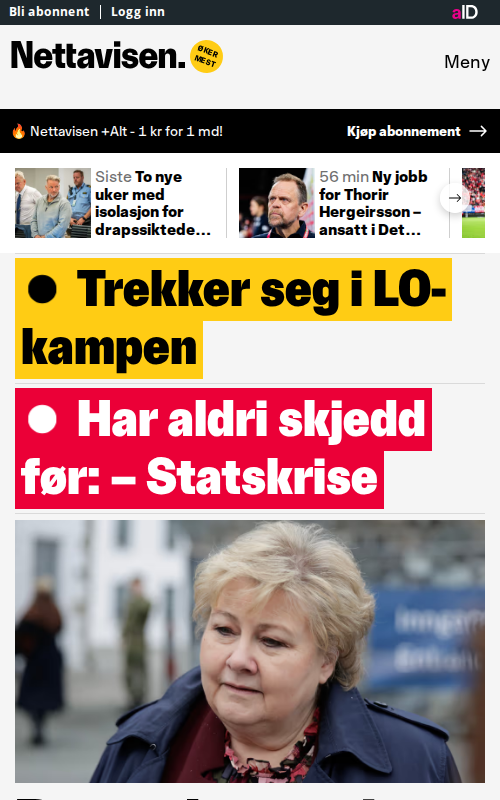 Bli abonnent
Logg inn
aID
Nettavisen.
ØKER
MEST
Meny
🔥 Nettavisen +Alt - 1 kr for 1 md!
Kjøp abonnement →
Siste To nye
uker med
isolasjon for
drapssiktede...
56 min Ny jobb
for Thorir
Hergeirsson –
ansatt i Det...
Trekker seg i LO-
kampen
Har aldri skjedd
før: – Statskrise